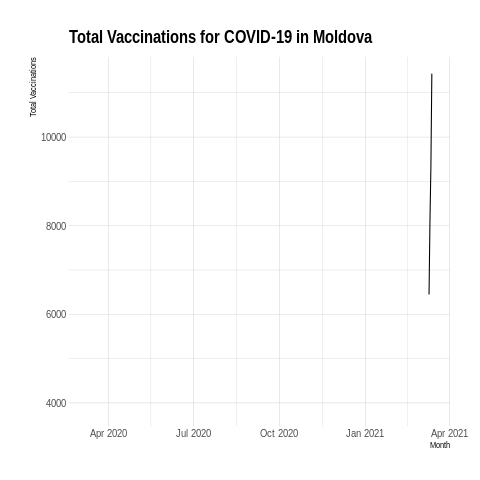 Total Vaccinations for COVID-19 in Moldova
Total Vaccinations
10000
8000
6000
4000
Apr 2020 Jul 2020 Oct 2020 Jan 2021 Apr 2021
Month